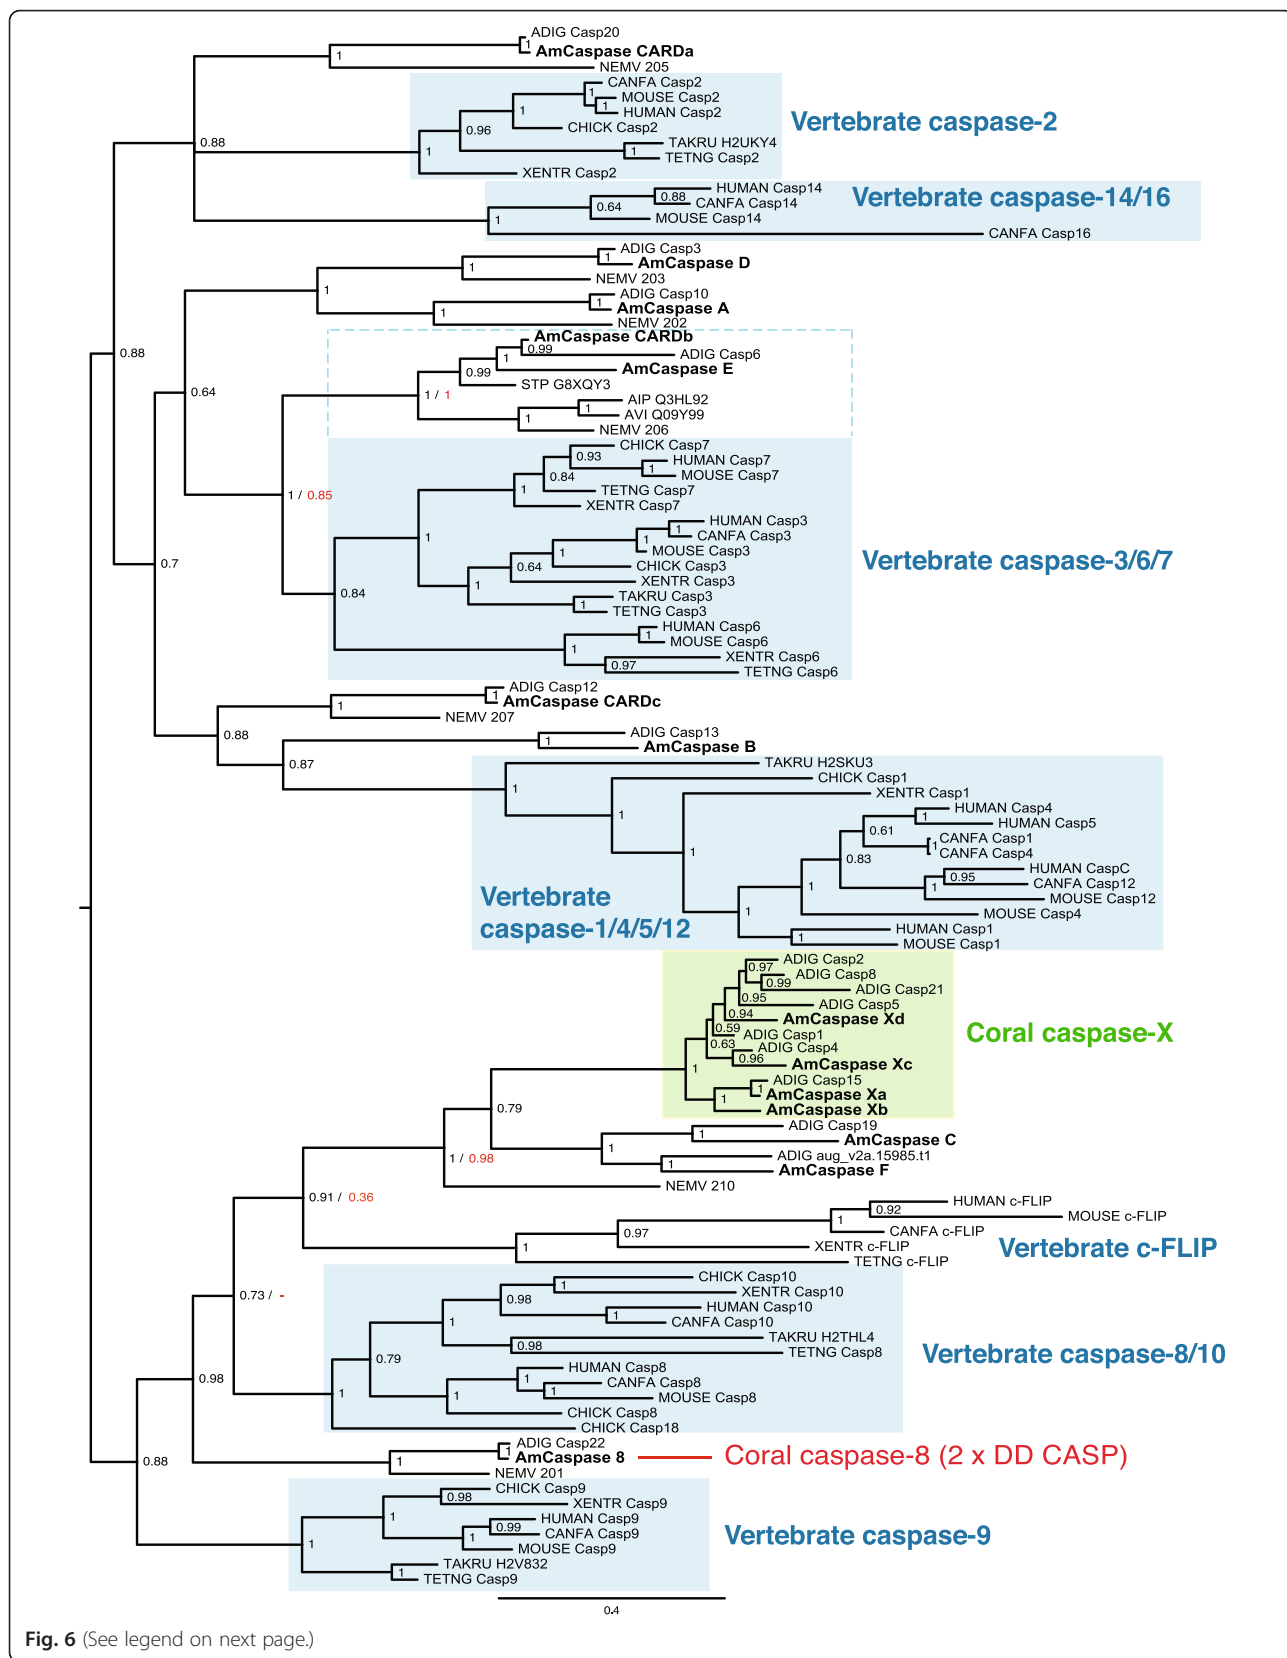 ADIG Casp20
1
AmCaspase CARDa
1
NEMV 205
CANFA Casp2
1
MOUSE Casp2
1
HUMAN Casp2
1
CHICK Casp2
Vertebrate caspase-2
0.96
TAKRU H2UKY4
1
TETNG Casp2
0.88
1
XENTR Casp2
HUMAN Casp14
0.88
CANFA Casp14
Vertebrate caspase-14/16
0.64
MOUSE Casp14
1
CANFA Casp16
ADIG Casp3
1
AmCaspase D
1
NEMV 203
1
ADIG Casp10
1
AmCaspase A
1
NEMV 202
AmCaspase CARDb
0.99
0.88
1
ADIG Casp6
0.99
AmCaspase E
STP G8XQY3
0.64
1 / 1
AIP Q3HL92
1
AVI Q09Y99
1
NEMV 206
CHICK Casp7
0.93
HUMAN Casp7
1
0.84
MOUSE Casp7
1
TETNG Casp7
1 / 0.85
XENTR Casp7
HUMAN Casp3
1
CANFA Casp3
1
1
MOUSE Casp3
1
0.64
CHICK Casp3
Vertebrate caspase-3/6/7
0.7
XENTR Casp3
1
0.84
TAKRU Casp3
1
TETNG Casp3
HUMAN Casp6
1
MOUSE Casp6
1
XENTR Casp6
0.97
TETNG Casp6
ADIG Casp12
1
AmCaspase CARDc
1
NEMV 207
0.88
ADIG Casp13
1
AmCaspase B
0.87
TAKRU H2SKU3
1
CHICK Casp1
XENTR Casp1
1
HUMAN Casp4
1
HUMAN Casp5
0.61
CANFA Casp1
1
CANFA Casp4
1
0.83
HUMAN CaspC
0.95
CANFA Casp12
1
1
MOUSE Casp12
Vertebrate
caspase-1/4/5/12
1
MOUSE Casp4
HUMAN Casp1
1
MOUSE Casp1
ADIG Casp2
0.97
ADIG Casp8
0.99
ADIG Casp21
0.95
ADIG Casp5
0.94
AmCaspase Xd
0.59
ADIG Casp1
Coral caspase-X
0.63
ADIG Casp4
0.96
AmCaspase Xc
1
ADIG Casp15
1
AmCaspase Xa
1
AmCaspase Xb
0.79
ADIG Casp19
1
AmCaspase C
1
ADIG aug_v2a.15985.t1
1 / 0.98
1
AmCaspase F
NEMV 210
0.91 / 0.36
HUMAN c-FLIP
0.92
MOUSE c-FLIP
1
CANFA c-FLIP
0.97
XENTR c-FLIP
Vertebrate c-FLIP
1
TETNG c-FLIP
CHICK Casp10
1
XENTR Casp10
0.73 / -
0.98
HUMAN Casp10
1
CANFA Casp10
1
TAKRU H2THL4
0.98
TETNG Casp8
Vertebrate caspase-8/10
0.79
HUMAN Casp8
1
CANFA Casp8
0.98
1
1
MOUSE Casp8
1
CHICK Casp8
CHICK Casp18
ADIG Casp22
1
AmCaspase 8
Coral caspase-8 (2 x DD CASP)
0.88
1
NEMV 201
CHICK Casp9
0.98
XENTR Casp9
1
HUMAN Casp9
0.99
CANFA Casp9
Vertebrate caspase-9
1
1
MOUSE Casp9
TAKRU H2V832
1
TETNG Casp9
0.4
Fig. 6 (See legend on next page.)